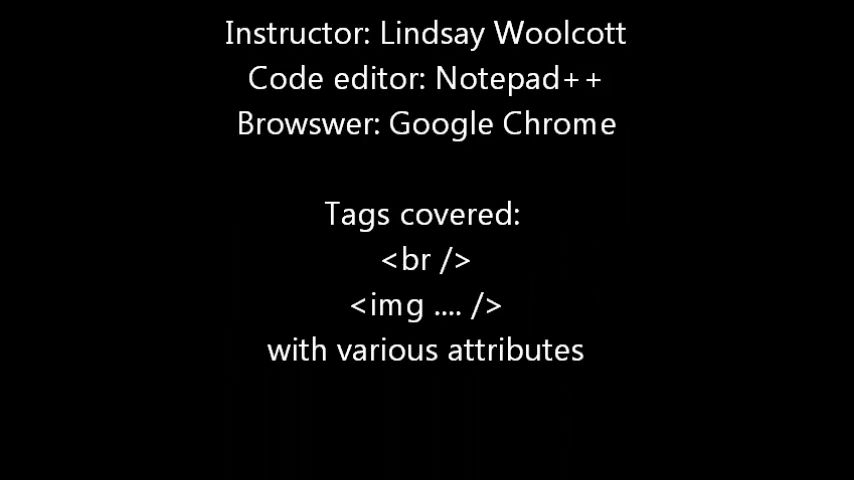 Instructor: Lindsay Woolcott
Code editor: Notepad++
Browswer: Google Chrome
Tags covered:
<br />
<img .... />
with various attributes